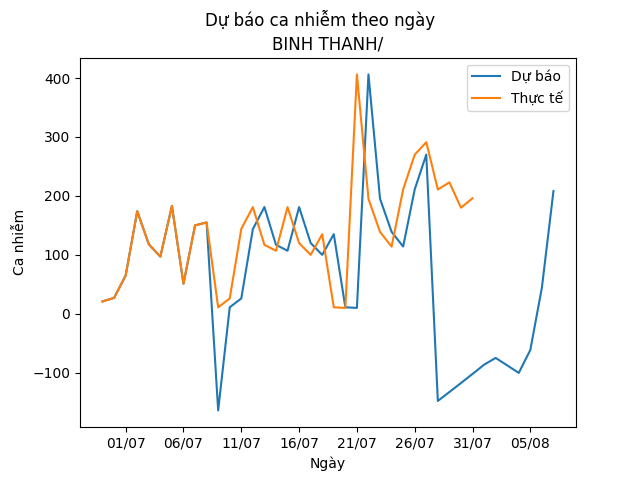 Dự báo ca nhiễm theo ngày
BINH THANH/
Dự báo
Thực tế
Ca nhiễm
400
300
200
100
0
−100
01/07 06/07 11/07 16/07 21/07 26/07 31/07 05/08
Ngày